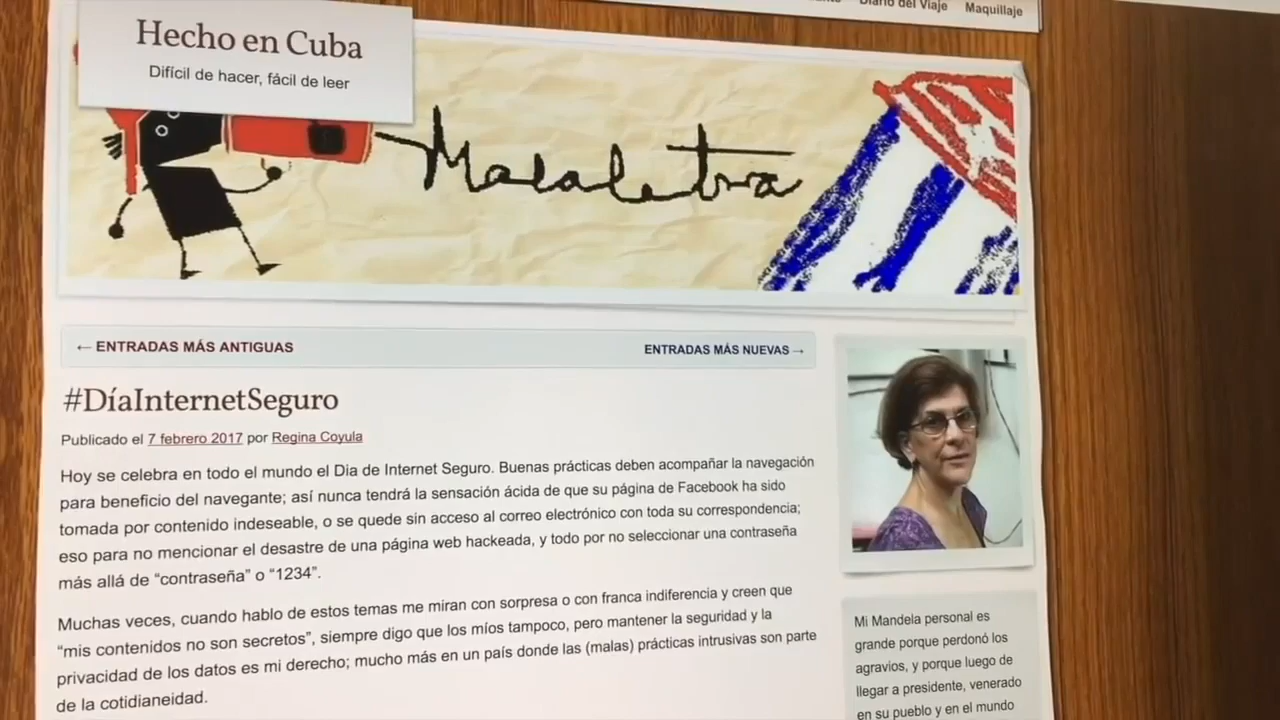 Diario del Viaje Maquillaje
Hecho en Cuba
Difícil de hacer, fácil de leer
Malaletra
← ENTRADAS MÁS ANTIGUAS
ENTRADAS MÁS NUEVAS →
#DíaInternetSeguro
Publicado el 7 febrero 2017 por Regina Coyula
Hoy se celebra en todo el mundo el Dia de Internet Seguro. Buenas prácticas deben acompañar la navegación
para beneficio del navegante; así nunca tendrá la sensación ácida de que su página de Facebook ha sido
tomada por contenido indeseable, o se quede sin acceso al correo electrónico con toda su correspondencia;
eso para no mencionar el desastre de una página web hackeada, y todo por no seleccionar una contraseña
más allá de “contraseña” o “1234”.
Muchas veces, cuando hablo de estos temas me miran con sorpresa o con franca indiferencia y creen que
“mis contenidos no son secretos”, siempre digo que los míos tampoco, pero mantener la seguridad y la
privacidad de los datos es mi derecho; mucho más en un país donde las (malas) prácticas intrusivas son parte
de la cotidianeidad.
Mi Mandela personal es
grande porque perdonó los
agravios, y porque luego de
llegar a presidente, venerado
en su pueblo y en el mundo